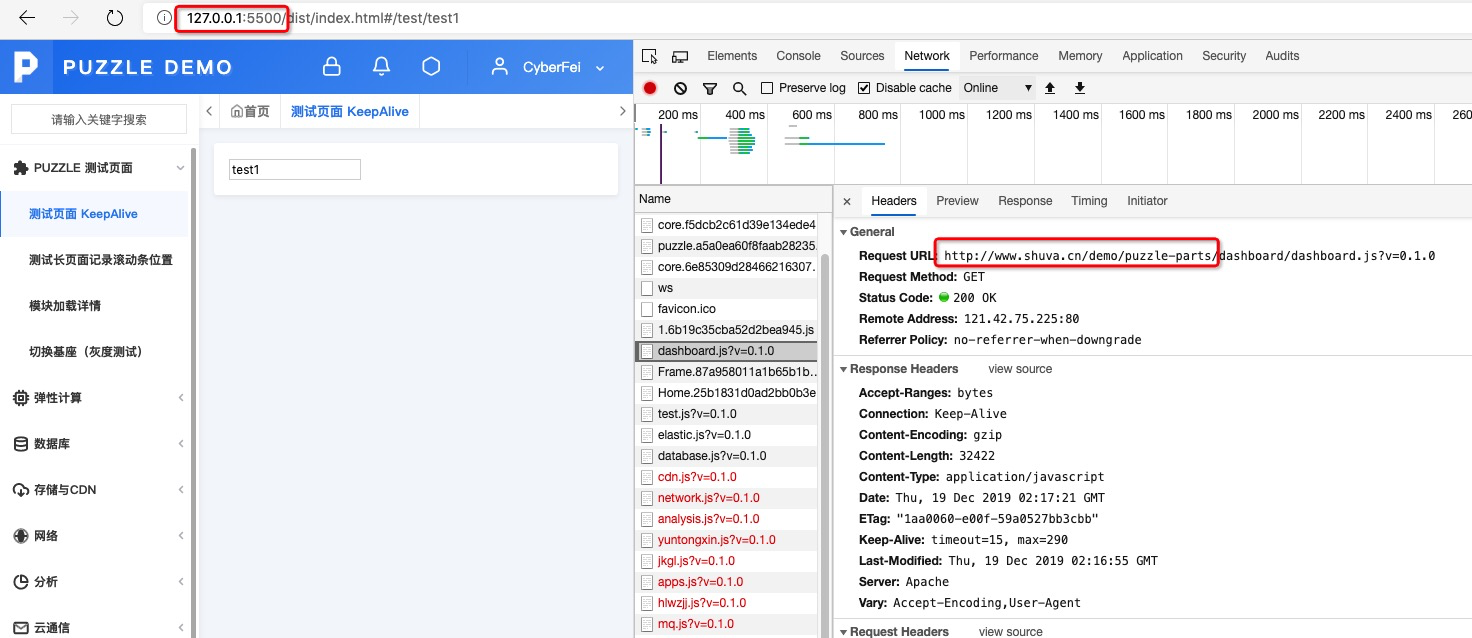 127.0.0.1:5500/dist/index.html#/test/test1
PUZZLE DEMO
CyberFei
请输入关键字搜索
PUZZLE 测试页面
测试页面 KeepAlive
测试长页面记录滚动条位置
模块加载详情
切换基座（灰度测试）
弹性计算
数据库
存储与CDN
网络
分析
云通信
首页
测试页面 KeepAlive
test1
Elements Console Sources Network Performance Memory Application Security Audits
Preserve log Disable cache Online
200 ms 400 ms 600 ms 800 ms 1000 ms 1200 ms 1400 ms 1600 ms 1800 ms 2000 ms 2200 ms 2400 ms 260
Name
core.f5dcb2c61d39e134ede4
puzzle.a5a0ea60f8faab28235.
core.6e85309d28466216307.
ws
favicon.ico
1.6b19c35cba52d2bea945.js
dashboard.js?v=0.1.0
Frame.87a958011a1b65b1b..
Home.25b1831d0ad2bb0b3e
test.js?v=0.1.0
elastic.js?v=0.1.0
database.js?v=0.1.0
cdn.js?v=0.1.0
network.js?v=0.1.0
analysis.js?v=0.1.0
yuntongxin.js?v=0.1.0
jkgl.js?v=0.1.0
apps.js?v=0.1.0
hlwzjj.js?v=0.1.0
mq.js?v=0.1.0
× Headers Preview Response Timing Initiator
General
Request URL: http://www.shuva.cn/demo/puzzle-parts/dashboard/dashboard.js?v=0.1.0
Request Method: GET
Status Code: 200 OK
Remote Address: 121.42.75.225:80
Referrer Policy: no-referrer-when-downgrade
Response Headers view source
Accept-Ranges: bytes
Connection: Keep-Alive
Content-Encoding: gzip
Content-Length: 32422
Content-Type: application/javascript
Date: Thu, 19 Dec 2019 02:17:21 GMT
ETag: "1aa0060-e00f-59a0527bb3cbb"
Keep-Alive: timeout=15, max=290
Last-Modified: Thu, 19 Dec 2019 02:16:55 GMT
Server: Apache
Vary: Accept-Encoding,User-Agent
Request Headers view source